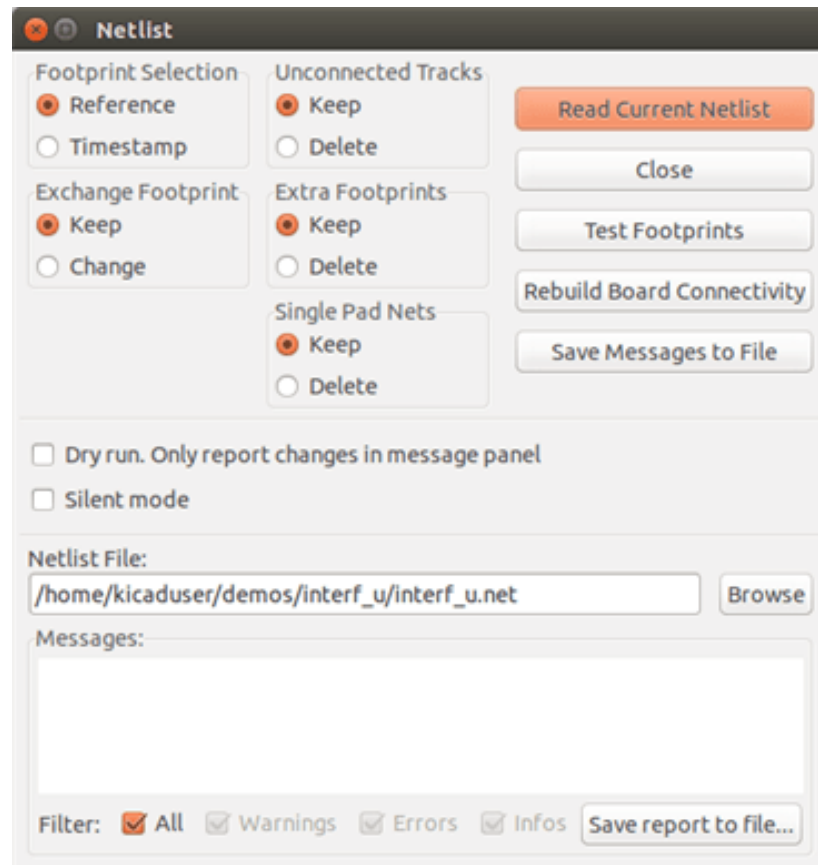 Netlist
Footprint Selection
Reference
Timestamp
Exchange Footprint
Keep
Change
Unconnected Tracks
Keep
Delete
Extra Footprints
Keep
Delete
Single Pad Nets
Keep
Delete
Read Current Netlist
Close
Test Footprints
Rebuild Board Connectivity
Save Messages to File
Dry run. Only report changes in message panel
Silent mode
Netlist File:
/home/kicaduser/demos/interf_u/interf_u.net Browse
Messages:
Filter: All Warnings Errors Infos Save report to file...